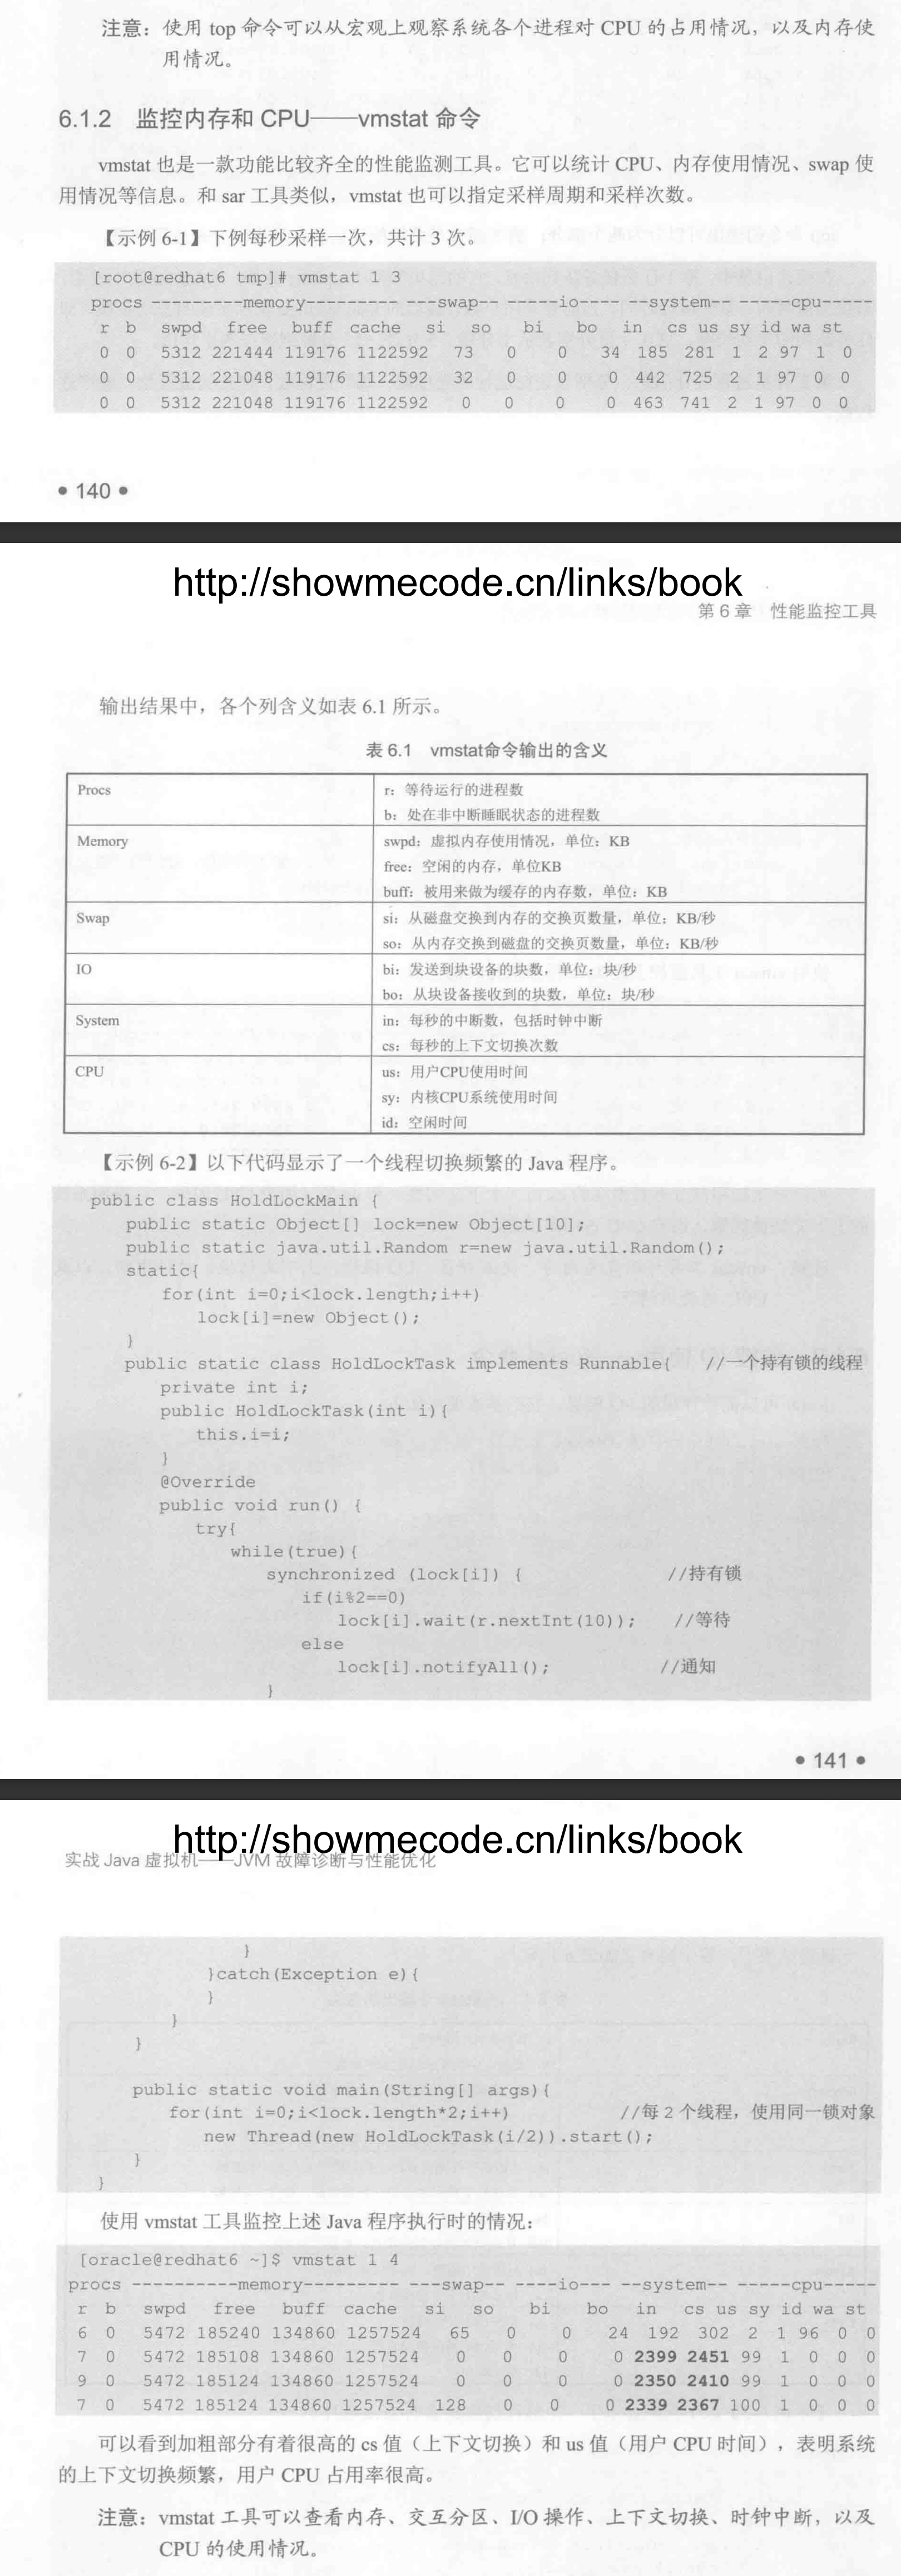 注意：使用 top 命令可以从宏观上观察系统各个进程对 CPU 的占用情况，以及内存使
用情况。
6.1.2 监控内存和 CPU——vmstat 命令
vmstat 也是一款功能比较齐全的性能监测工具。它可以统计 CPU、内存使用情况、swap 使
用情况等信息。和 sar 工具类似，vmstat 也可以指定采样周期和采样次数。
【示例 6-1】下例每秒采样一次，共计 3 次。
[root@redhat6 tmp]# vmstat 1 3
procs ---------memory--------- ---swap-- -----io---- --system-- -----cpu-----
r b swpd free buff cache si so bi bo in cs us sy id wa st
0 0 5312 221444 119176 1122592 73 0 0 34 185 281 1 2 97 1 0
0 0 5312 221048 119176 1122592 32 0 0 0 442 725 2 1 97 0 0
0 0 5312 221048 119176 1122592 0 0 0 0 463 741 2 1 97 0 0
• 140 •
http://showmecode.cn/links/book
第 6 章 性能监控工具
输出结果中，各个列含义如表 6.1 所示。
表 6.1 vmstat命令输出的含义
Procs
r：等待运行的进程数
b：处在非中断睡眠状态的进程数
Memory
swpd：虚拟内存使用情况，单位：KB
free：空闲的内存，单位KB
buff：被用来做为缓存的内存数，单位：KB
Swap
si：从磁盘交换到内存的交换页数量，单位：KB/秒
so：从内存交换到磁盘的交换页数量，单位：KB/秒
IO
bi：发送到块设备的块数，单位：块/秒
bo：从块设备接收到的块数，单位：块/秒
System
in：每秒的中断数，包括时钟中断
cs：每秒的上下文切换次数
CPU
us：用户CPU使用时间
sy：内核CPU系统使用时间
id：空闲时间
【示例 6-2】以下代码显示了一个线程切换频繁的 Java 程序。
public class HoldLockMain {
public static Object[] lock=new Object[10];
public static java.util.Random r=new java.util.Random();
static{
for(int i=0;i<lock.length;i++)
lock[i]=new Object();
}
public static class HoldLockTask implements Runnable{ //一个持有锁的线程
private int i;
public HoldLockTask(int i){
this.i=i;
}
@Override
public void run() {
try{
while(true){
synchronized (lock[i]) { //持有锁
if(i%2==0)
lock[i].wait(r.nextInt(10)); //等待
else
lock[i].notifyAll(); //通知
}
• 141 •
http://showmecode.cn/links/book
实战 Java 虚拟机——JVM 故障诊断与性能优化
}
}catch(Exception e){
}
}
}
public static void main(String[] args){
for(int i=0;i<lock.length*2;i++) //每 2 个线程，使用同一锁对象
new Thread(new HoldLockTask(i/2)).start();
}
}
使用 vmstat 工具监控上述 Java 程序执行时的情况：
[oracle@redhat6 ~]$ vmstat 1 4
procs ----------memory--------- ---swap-- ----io--- --system-- -----cpu-----
r b swpd free buff cache si so bi bo in cs us sy id wa st
6 0 5472 185240 134860 1257524 65 0 0 24 192 302 2 1 96 0 0
7 0 5472 185108 134860 1257524 0 0 0 0 2399 2451 99 1 0 0 0
9 0 5472 185124 134860 1257524 0 0 0 0 2350 2410 99 1 0 0 0
7 0 5472 185124 134860 1257524 128 0 0 0 2339 2367 100 1 0 0 0
可以看到加粗部分有着很高的 cs 值（上下文切换）和 us 值（用户 CPU 时间），表明系统
的上下文切换频繁，用户 CPU 占用率很高。
注意：vmstat 工具可以查看内存、交互分区、I/O 操作、上下文切换、时钟中断，以及
CPU 的使用情况。